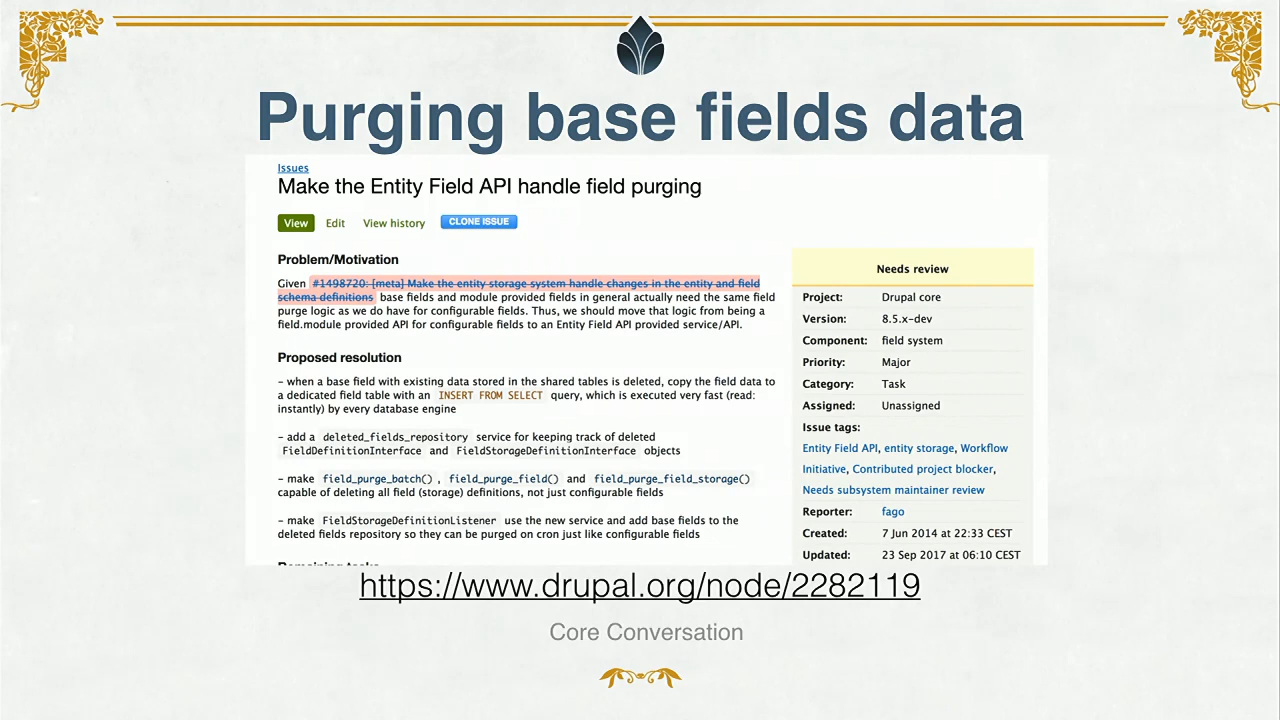 Purging base fields data
Issues
Make the Entity Field API handle field purging
View Edit View history CLONE ISSUE
Problem/Motivation
Given #1498720: [meta] Make the entity storage system handle changes in the entity and field
schema definitions base fields and module provided fields in general actually need the same field
purge logic as we do have for configurable fields. Thus, we should move that logic from being a
field.module provided API for configurable fields to an Entity Field API provided service/API.
Proposed resolution
- when a base field with existing data stored in the shared tables is deleted, copy the field data to
a dedicated field table with an INSERT FROM SELECT query, which is executed very fast (read:
instantly) by every database engine
- add a deleted_fields_repository service for keeping track of deleted
FieldDefinitionInterface and FieldStorageDefinitionInterface objects
- make field_purge_batch() , field_purge_field() and field_purge_field_storage()
capable of deleting all field (storage) definitions, not just configurable fields
- make FieldStorageDefinitionListener use the new service and add base fields to the
deleted fields repository so they can be purged on cron just like configurable fields
Remaining tasks
Needs review
Project: Drupal core
Version: 8.5.x-dev
Component: field system
Priority: Major
Category: Task
Assigned: Unassigned
Issue tags:
Entity Field API, entity storage, Workflow
Initiative, Contributed project blocker,
Needs subsystem maintainer review
Reporter: fago
Created: 7 Jun 2014 at 22:33 CEST
Updated: 23 Sep 2017 at 06:10 CEST
https://www.drupal.org/node/2282119
Core Conversation